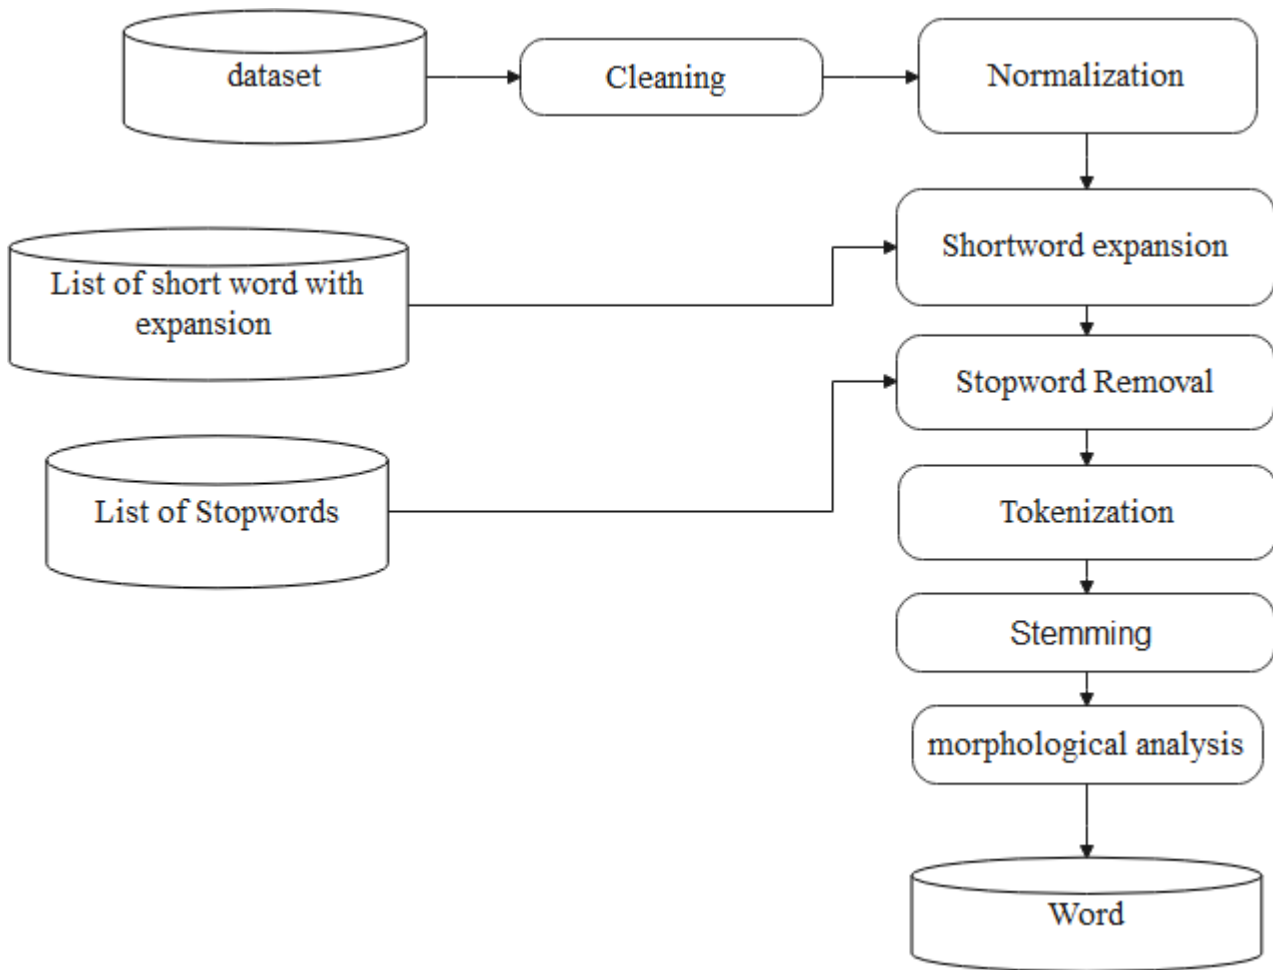 dataset
Cleaning
Normalization
List of short word with
expansion
Shortword expansion
Stopword Removal
List of Stopwords
Tokenization
Stemming
morphological analysis
Word